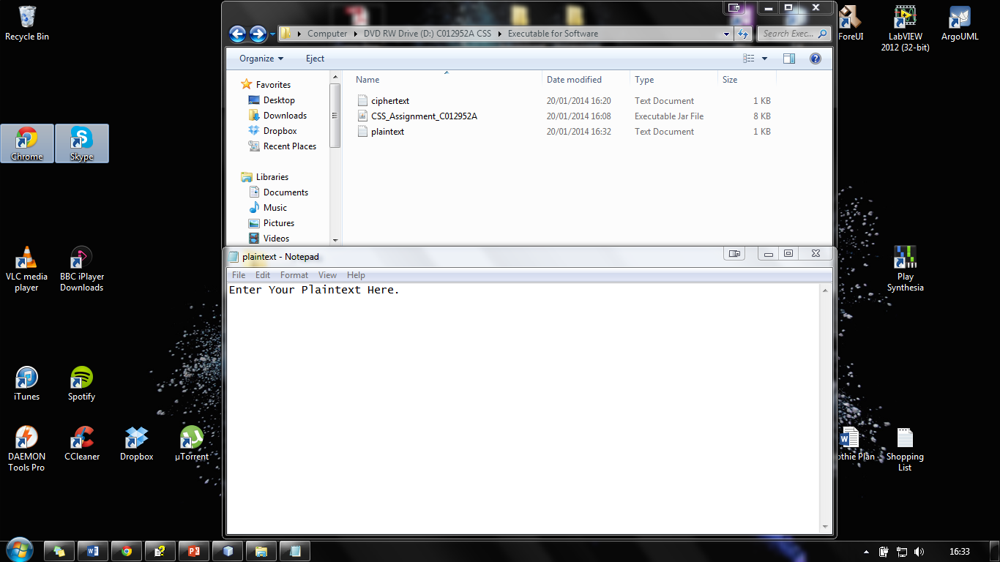 Recycle Bin
Chrome
Skype
VLC media
player
BBC iPlayer
Downloads
iTunes
Spotify
DAEMON
Tools Pro
CCleaner
Dropbox
µTorrent
Computer
DVD RW Drive (D:) C012952A CSS
Executable for Software
Search Exec...
Organize
Eject
Name
Date modified
Type
Size
Favorites
Desktop
Downloads
Dropbox
Recent Places
Libraries
Documents
Music
Pictures
Videos
ciphertext 20/01/2014 16:20 Text Document 1 KB
CSS_Assignment_C012952A 20/01/2014 16:08 Executable Jar File 8 KB
plaintext 20/01/2014 16:32 Text Document 1 KB
plaintext - Notepad
File Edit Format View Help
Enter Your Plaintext Here.
ForeUI
LabVIEW
2012 (32-bit)
ArgoUML
Play
Synthesia
othie Plan
Shopping
List
16:33